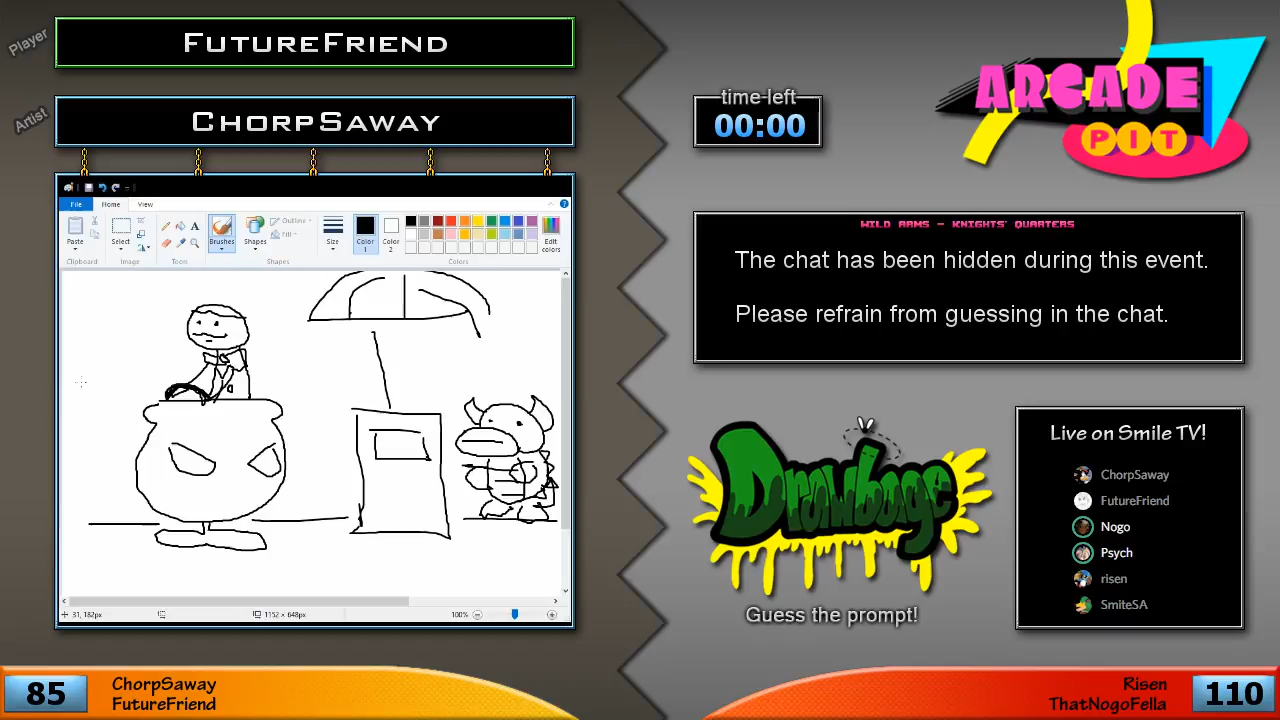 Player
FutureFriend
Artist
ChorpSaway
File
Home
View
Paste
Select
Brushes
Shapes
Outline
Fill
Size
Color
1
Color
2
Edit
colors
Clipboard
Image
Tools
Shapes
Colors
31, 182px
1152 × 648px
100%
time left
00:00
ARCADE
PIT
WILD ARMS - KNIGHTS' QUARTERS
The chat has been hidden during this event.
Please refrain from guessing in the chat.
Drawbage
Guess the prompt!
Live on Smile TV!
ChorpSaway
FutureFriend
Nogo
Psych
risen
SmiteSA
85
ChorpSaway
FutureFriend
Risen
ThatNogoFella
110